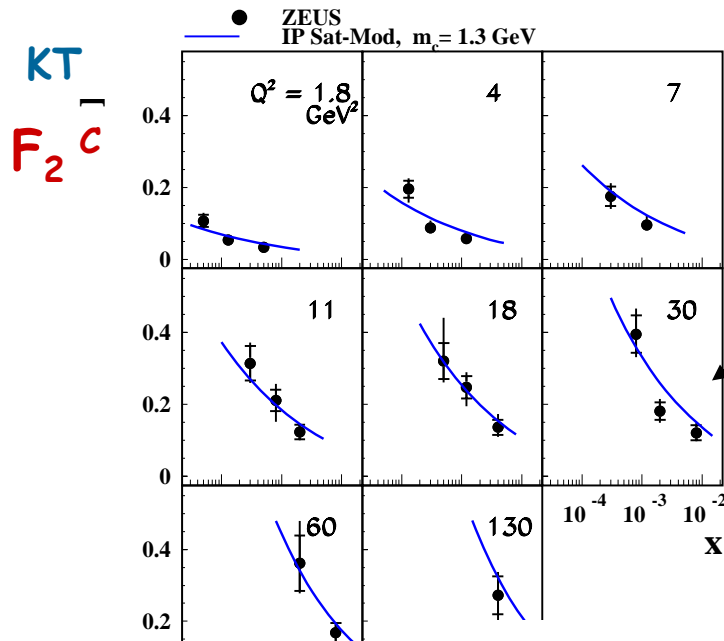 ZEUS
IP Sat-Mod, m_c= 1.3 GeV
KT
F₂ c
Q² = 1.8
GeV²
4
7
0.4
0.2
0
11
18
30
0.4
0.2
0
10⁻⁴ 10⁻³ 10⁻²
x
60
130
0.4
0.2